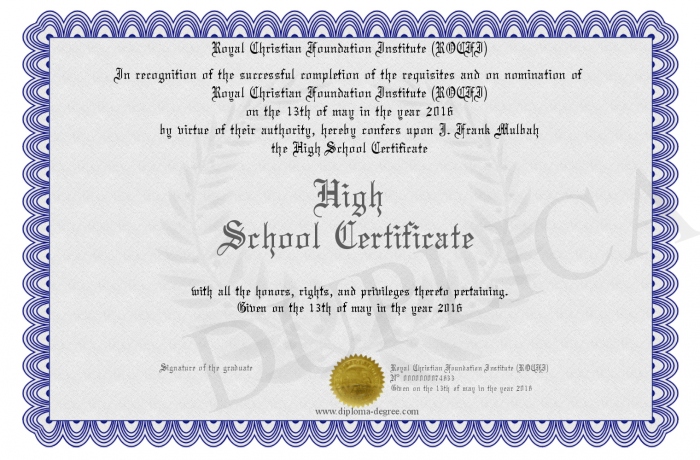 Royal Christian Foundation Institute (ROCFI)
In recognition of the successful completion of the requisites and on nomination of
Royal Christian Foundation Institute (ROCFI)
on the 13th of may in the year 2016
by virtue of their authority, hereby confers upon J. Frank Mulbah
the High School Certificate
High
School Certificate
with all the honors, rights, and privileges thereto pertaining.
Given on the 13th of may in the year 2016
DUPLICA
Signature of the graduate
Royal Christian Foundation Institute (ROCFI)
Nº
Given on the 13th of may in the year 2016
www.diploma-degree.com